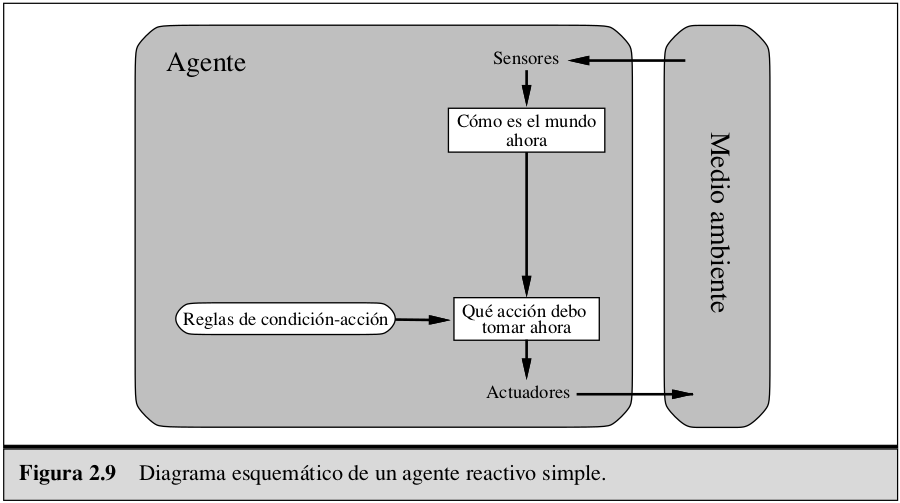 Agente
Sensores
Cómo es el mundo
ahora
Medio ambiente
Reglas de condición-acción
Qué acción debo
tomar ahora
Actuadores
Figura 2.9 Diagrama esquemático de un agente reactivo simple.